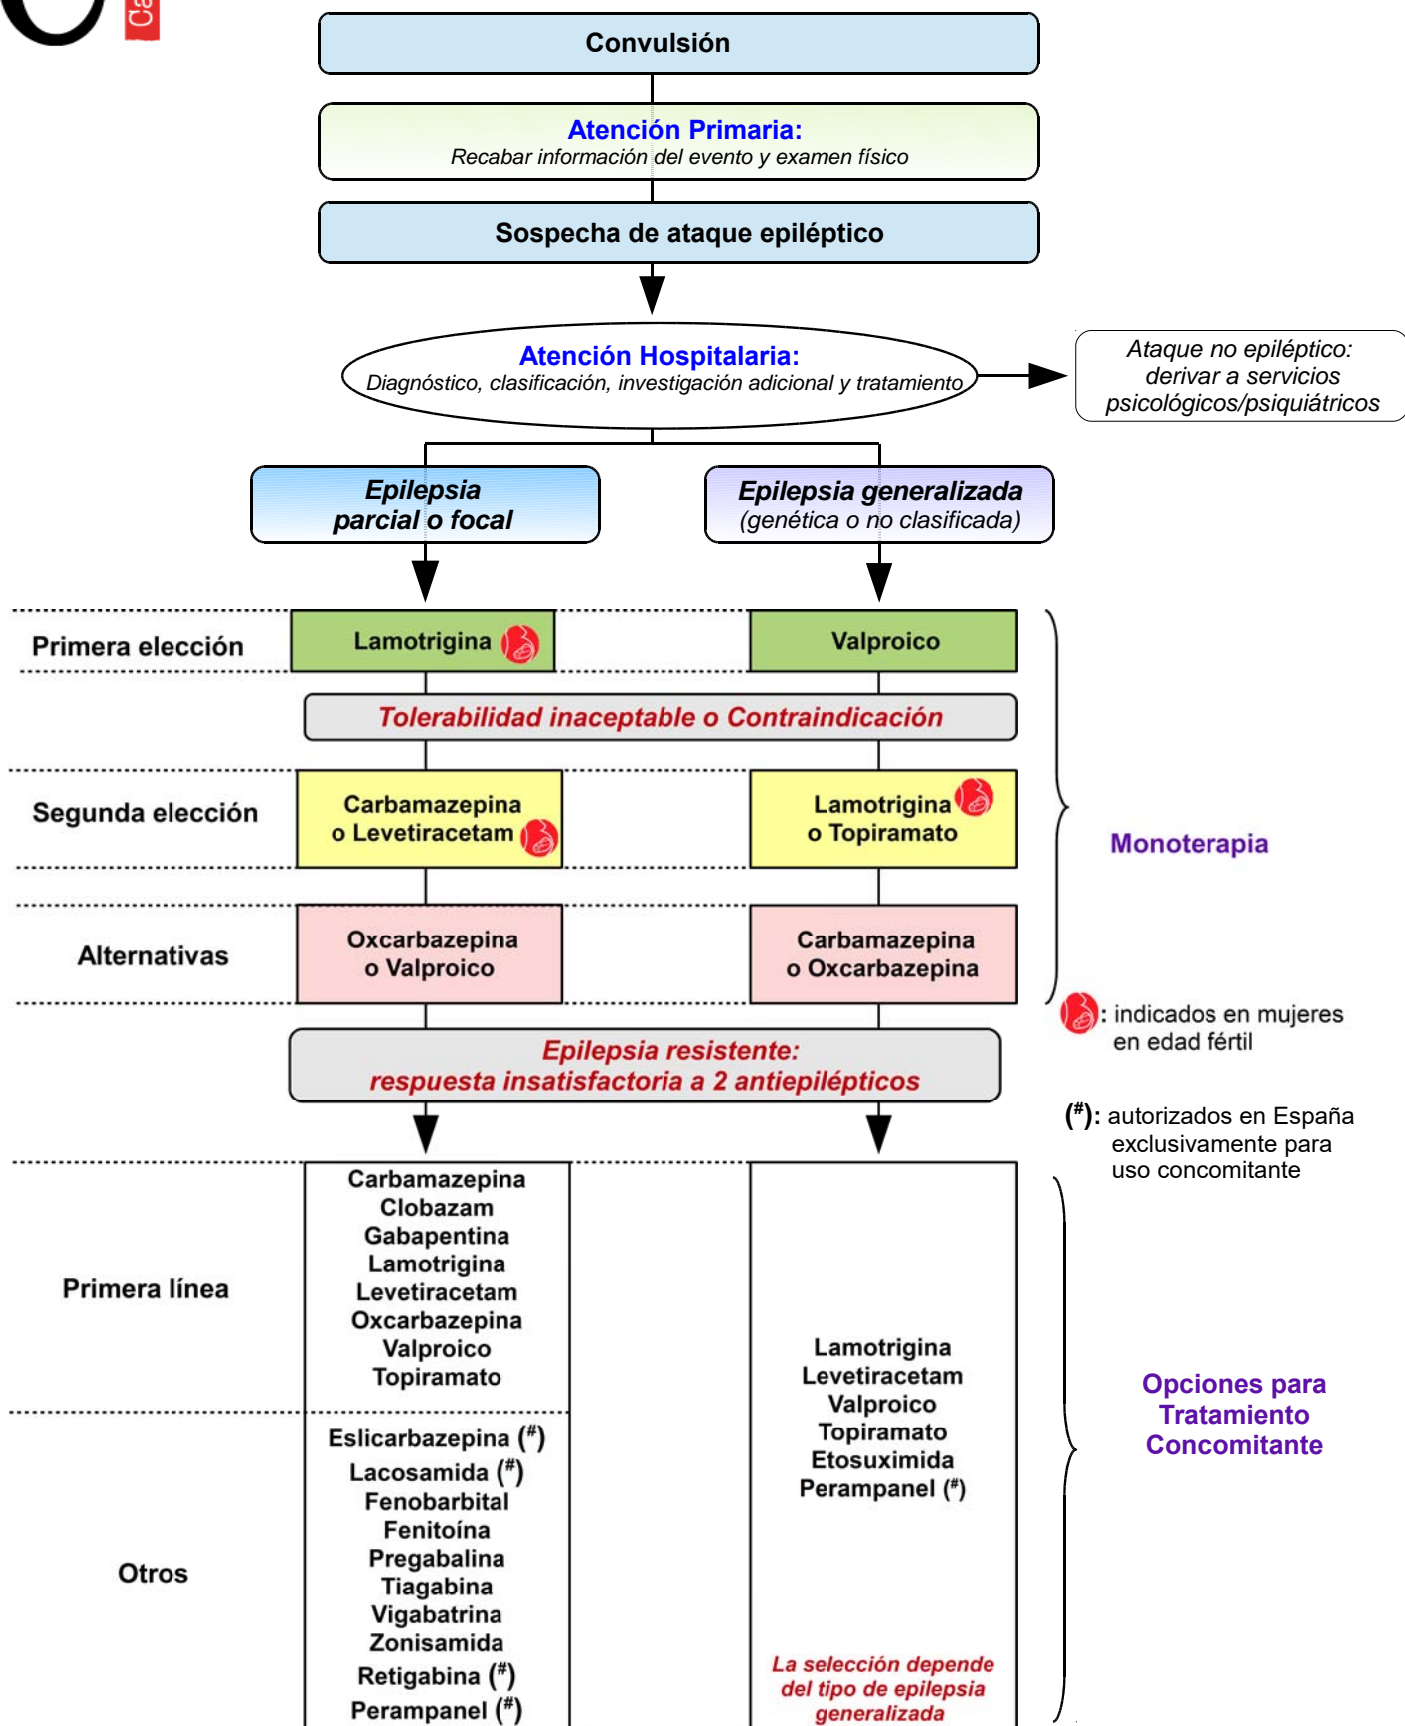 Ca
Convulsión
Atención Primaria:
Recabar información del evento y examen físico
Sospecha de ataque epiléptico
Atención Hospitalaria:
Diagnóstico, clasificación, investigación adicional y tratamiento
Ataque no epiléptico:
derivar a servicios
psicológicos/psiquiátricos
Epilepsia
parcial o focal
Epilepsia generalizada
(genética o no clasificada)
Primera elección
Lamotrigina
Valproico
Tolerabilidad inaceptable o Contraindicación
Segunda elección
Carbamazepina
o Levetiracetam
Lamotrigina
o Topiramato
Monoterapia
Alternativas
Oxcarbazepina
o Valproico
Carbamazepina
o Oxcarbazepina
: indicados en mujeres
en edad fértil
Epilepsia resistente:
respuesta insatisfactoria a 2 antiepilépticos
(#): autorizados en España
exclusivamente para
uso concomitante
Primera línea
Carbamazepina
Clobazam
Gabapentina
Lamotrigina
Levetiracetam
Oxcarbazepina
Valproico
Topiramato
Otros
Eslicarbazepina (#)
Lacosamida (#)
Fenobarbital
Fenitoína
Pregabalina
Tiagabina
Vigabatrina
Zonisamida
Retigabina (#)
Perampanel (#)
Lamotrigina
Levetiracetam
Valproico
Topiramato
Etosuximida
Perampanel (#)
La selección depende
del tipo de epilepsia
generalizada
Opciones para
Tratamiento
Concomitante